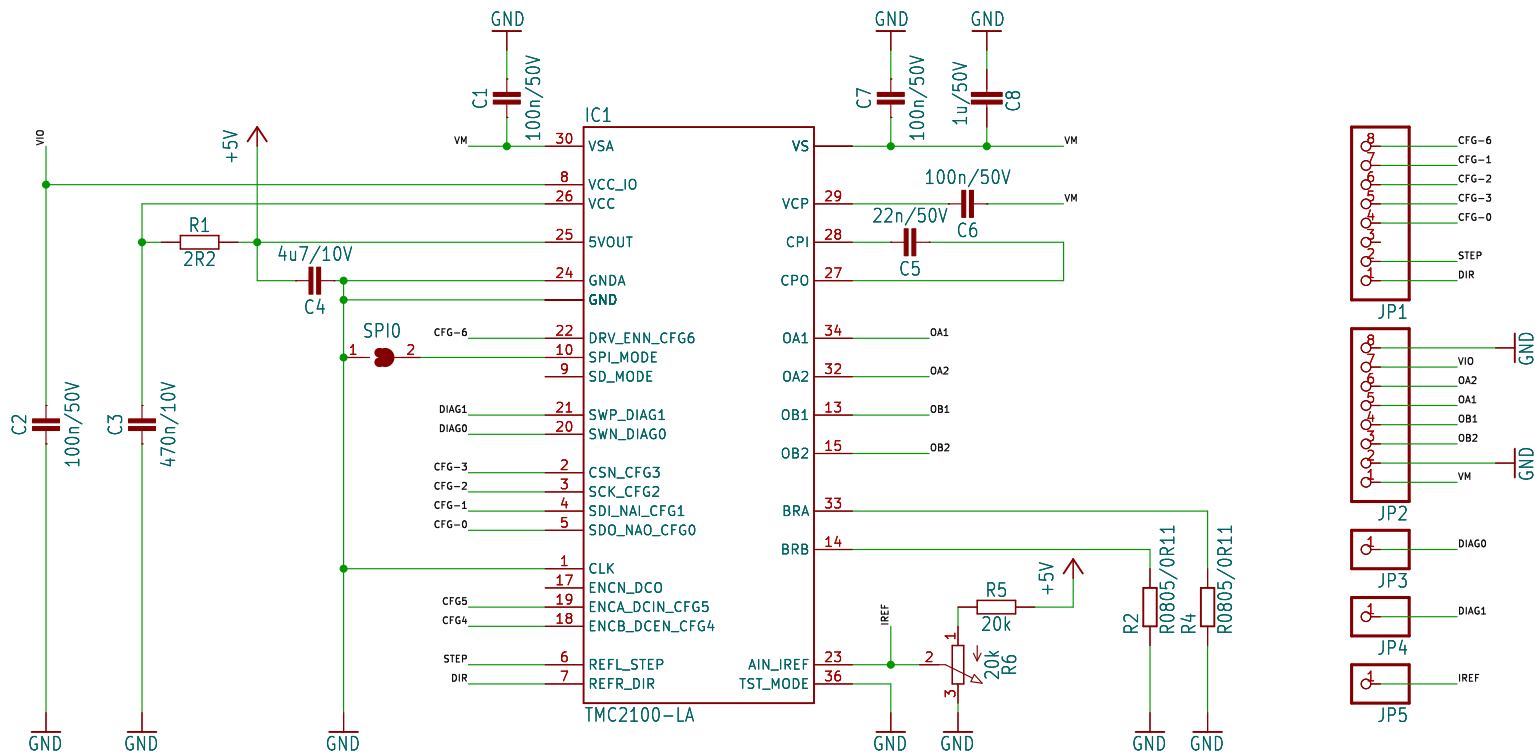 GND
GND
GND
C1
100n/50V
C7
100n/50V
1u/50V
C8
IC1
VIO
+5V
VM
30
VSA
VS
VM
8
VCC_IO
26
VCC
VCP
29
100n/50V
C6
VM
R1
2R2
25
5VOUT
CPI
28
22n/50V
C5
4u7/10V
C4
24
GNDA
CPO
27
GND
SPI0
1
2
CFG-6
22
DRV_ENN_CFG6
OA1
34
OA1
10
SPI_MODE
9
SD_MODE
OA2
32
OA2
C2
100n/50V
C3
470n/10V
DIAG1
21
SWP_DIAG1
OB1
13
OB1
DIAG0
20
SWN_DIAG0
OB2
15
OB2
CFG-3
2
CSN_CFG3
CFG-2
3
SCK_CFG2
CFG-1
4
SDI_NAI_CFG1
BRA
33
CFG-0
5
SDO_NAO_CFG0
BRB
14
1
CLK
17
ENCN_DCO
CFG5
19
ENCA_DCIN_CFG5
CFG4
18
ENCB_DCEN_CFG4
IREF
R5
20k
+5V
R2
R0805/0R11
R4
R0805/0R11
STEP
6
REFL_STEP
AIN_IREF
23
1
2
3
20k
R6
DIR
7
REFR_DIR
TST_MODE
36
TMC2100-LA
GND
GND
GND
GND
GND
GND
GND
8
CFG-6
7
CFG-1
6
CFG-2
5
CFG-3
4
CFG-0
3
2
STEP
1
DIR
JP1
8
GND
7
VIO
6
OA2
5
OA1
4
OB1
3
OB2
2
GND
1
VM
JP2
1
DIAG0
JP3
1
DIAG1
JP4
1
IREF
JP5